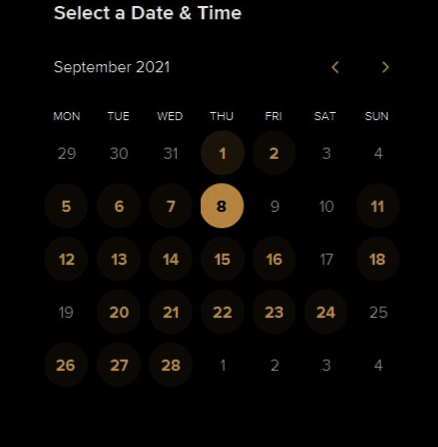 Select a Date & Time
September 2021
MON TUE WED THU FRI SAT SUN
29 30 31 1 2 3 4
5 6 7 8 9 10 11
12 13 14 15 16 17 18
19 20 21 22 23 24 25
26 27 28 1 2 3 4